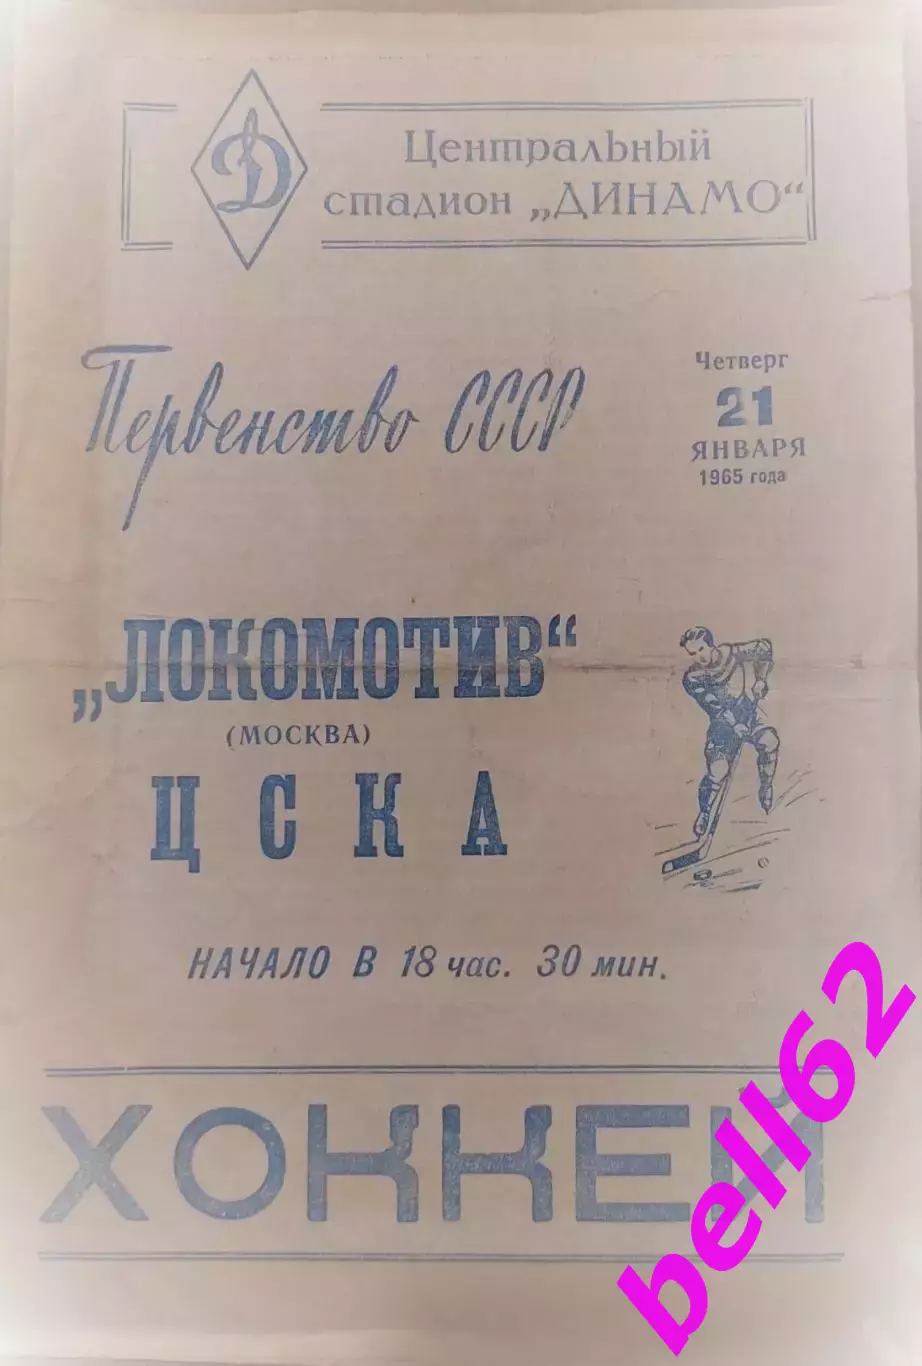 Д
Центральный
стадион „ДИНАМО“
Первенство СССР
Четверг
21
ЯНВАРЯ
1965 года
„ЛОКОМОТИВ“
(МОСКВА)
ЦСКА
НАЧАЛО В 18 час. 30 мин.
ХОККЕЙ
bell62